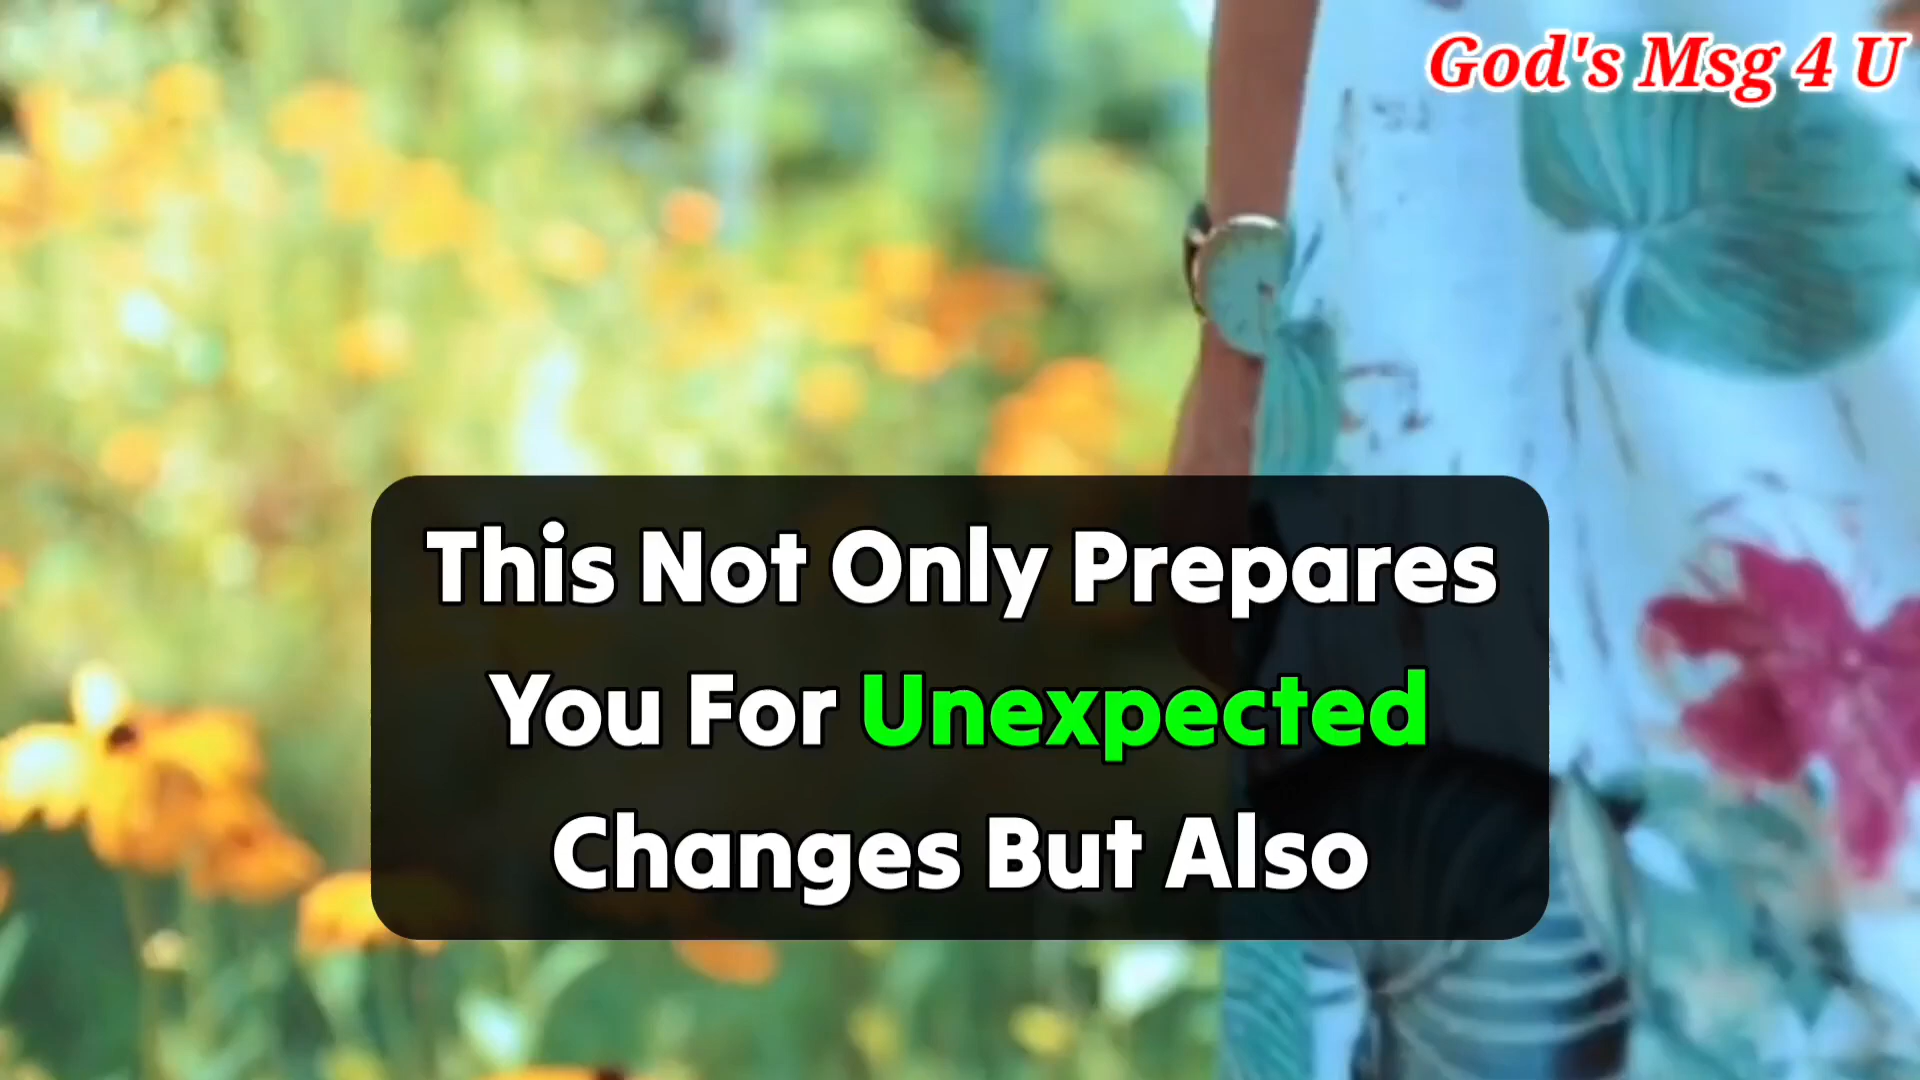 God's Msg 4 U
This Not Only Prepares
You For Unexpected
Changes But Also